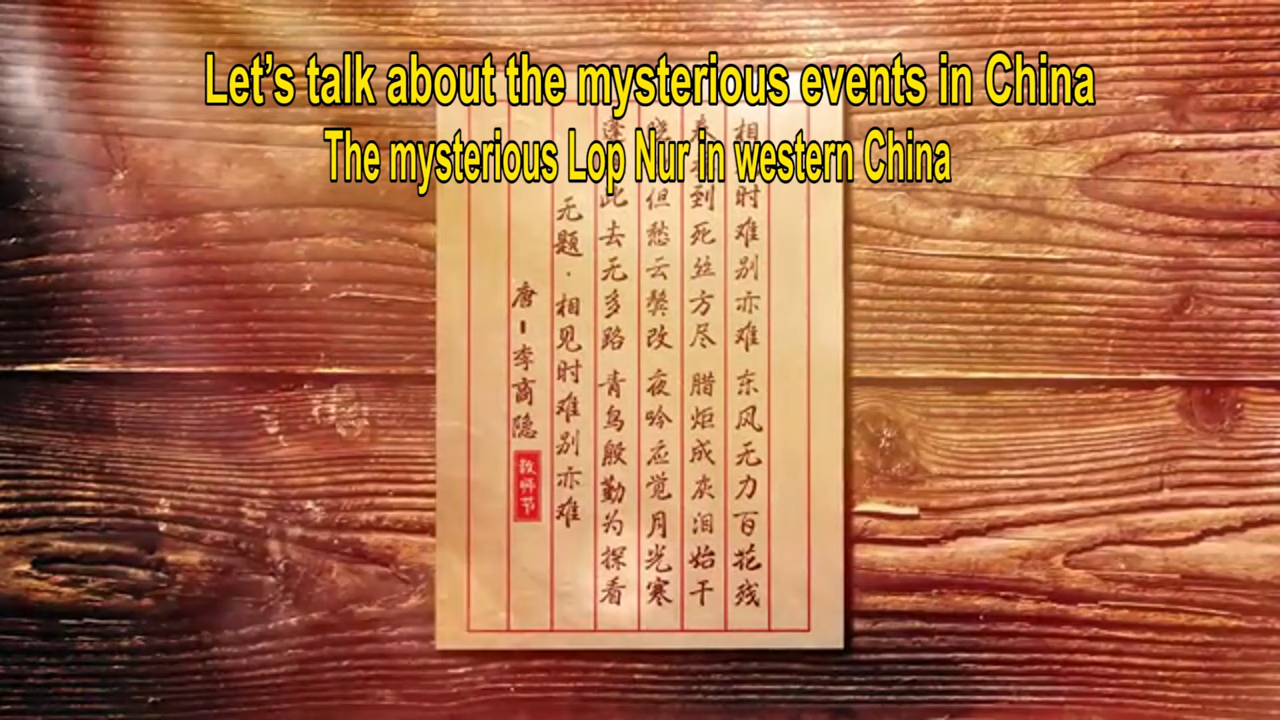 Let's talk about the mysterious events in China
The mysterious Lop Nur in western China
相时难别亦难 东风无力百花残
春到死丝方尽 腊炬成灰泪始干
晓但愁云鬓改 夜吟应觉月光寒
蓬此去无多路 青鸟殷勤为探看
无题·相见时难别亦难
唐-李商隐
教师节